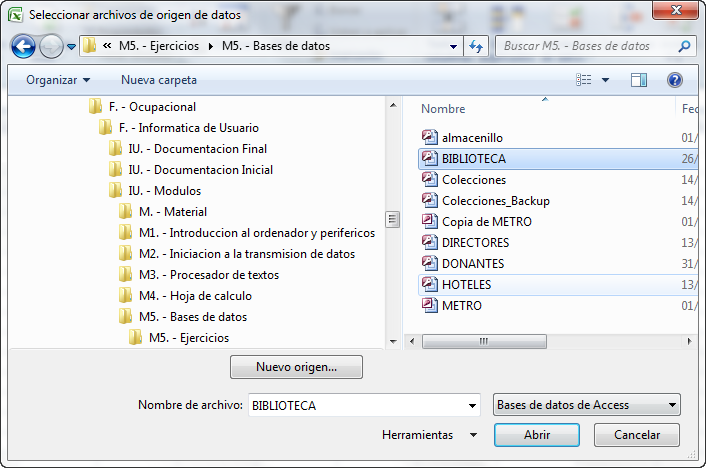 Seleccionar archivos de origen de datos
« M5. - Ejercicios M5. - Bases de datos
Buscar M5. - Bases de datos
Organizar Nueva carpeta
F. - Ocupacional
F. - Informatica de Usuario
IU. - Documentacion Final
IU. - Documentacion Inicial
IU. - Modulos
M. - Material
M1. - Introduccion al ordenador y perifericos
M2. - Iniciacion a la transmision de datos
M3. - Procesador de textos
M4. - Hoja de calculo
M5. - Bases de datos
M5. - Ejercicios
Nombre Fec
almacenillo 01/
BIBLIOTECA 26/
Colecciones 14/
Colecciones_Backup 14/
Copia de METRO 01/
DIRECTORES 13/
DONANTES 31/
HOTELES 13/
METRO 01/
Nuevo origen...
Nombre de archivo: BIBLIOTECA Bases de datos de Access
Herramientas Abrir Cancelar